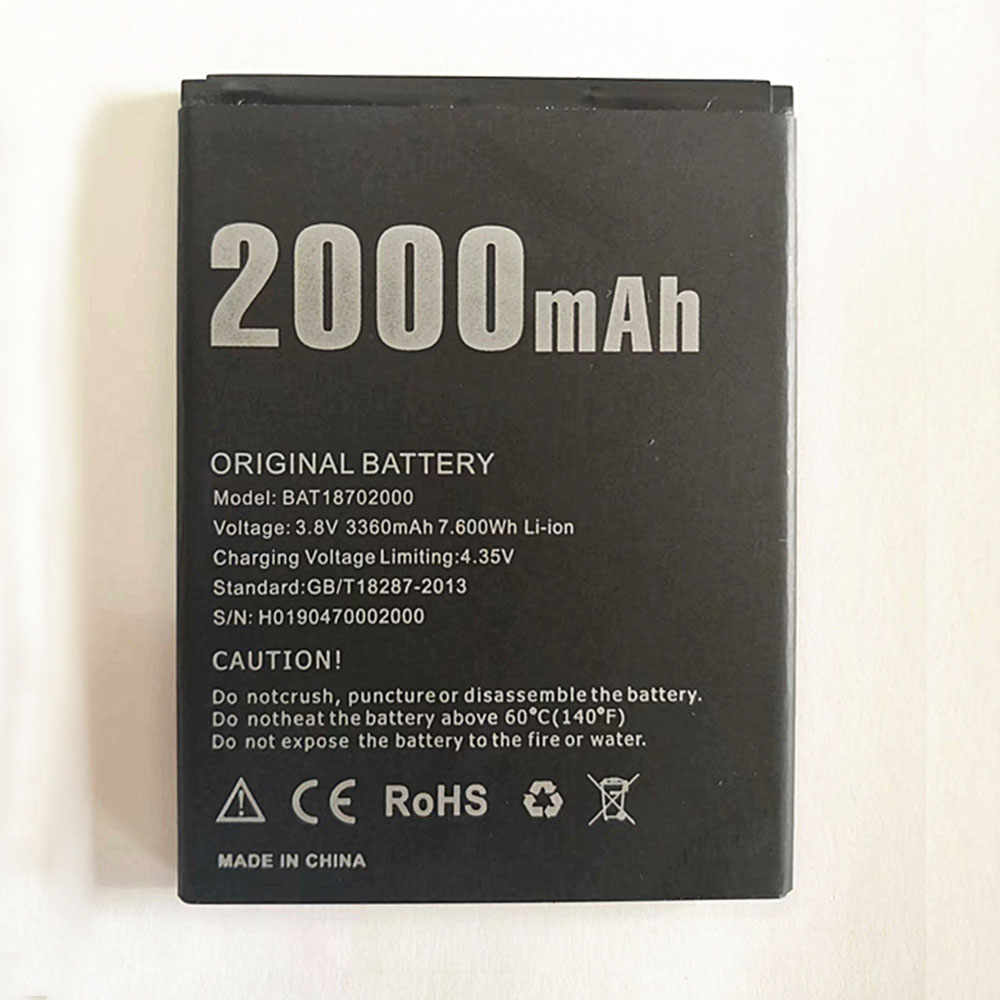 2000mAh
ORIGINAL BATTERY
Model: BAT18702000
Voltage: 3.8V 3360mAh 7.600Wh Li-ion
Charging Voltage Limiting:4.35V
Standard:GB/T18287-2013
S/N: H0190470002000
CAUTION!
Do notcrush, puncture or disassemble the battery.
Do notheat the battery above 60°C(140°F)
Do not expose the battery to the fire or water.
CE RoHS
MADE IN CHINA